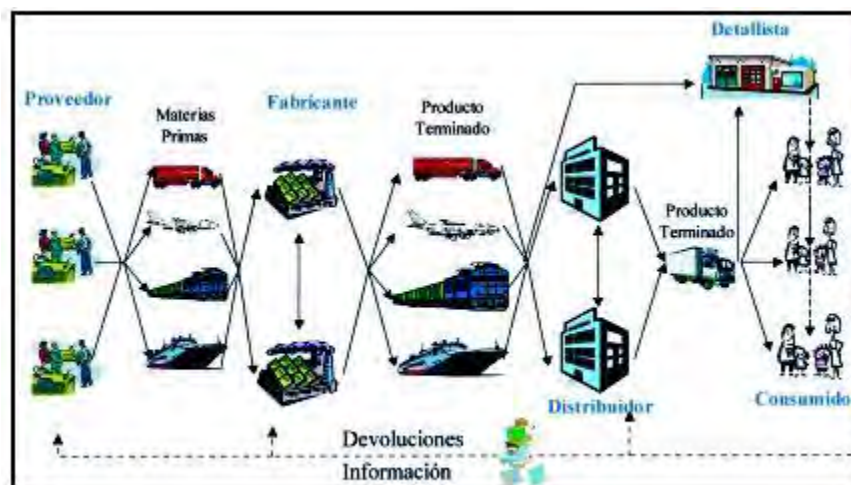 Detallista
Proveedor
Materias
Primas
Fabricante
Producto
Terminado
Producto
Terminado
Distribuidor
Consumido
Devoluciones
Información